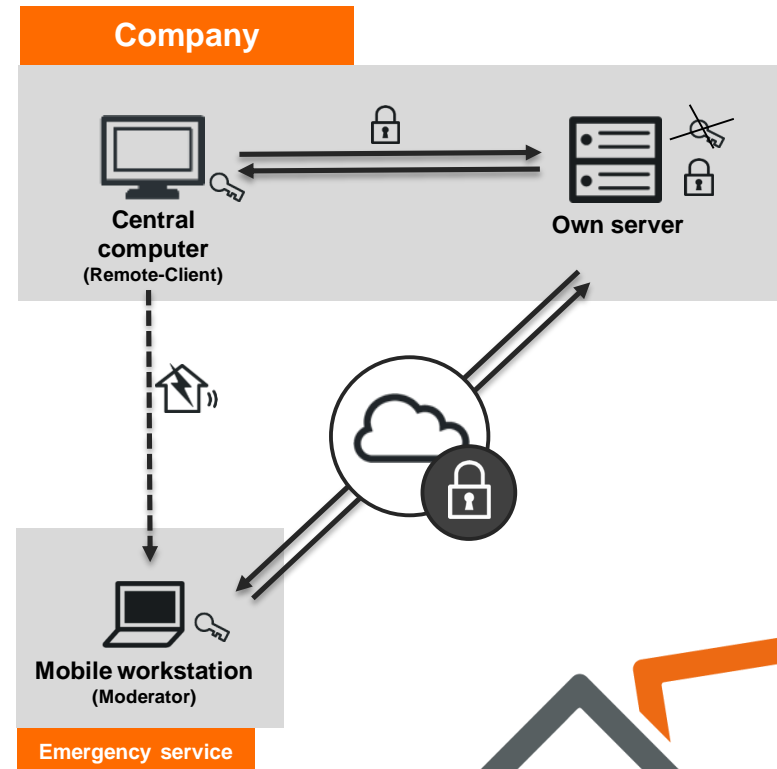 Company
Central
computer
(Remote-Client)
Own server
Mobile workstation
(Moderator)
Emergency service